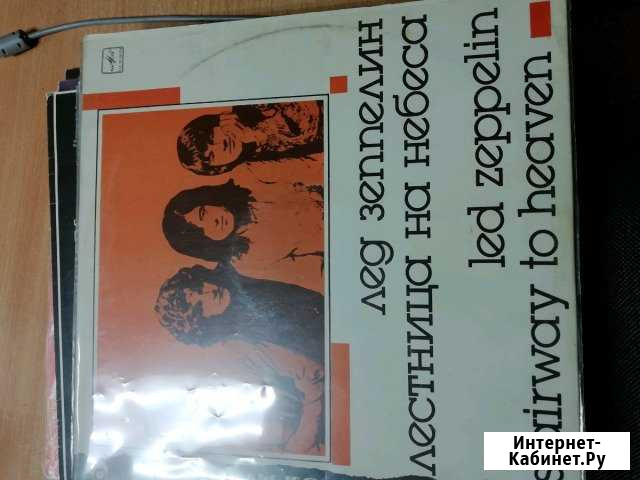 лед зеппелин
лестница на небеса
led zeppelin
stairway to heaven
Интернет-
Кабинет.Ру